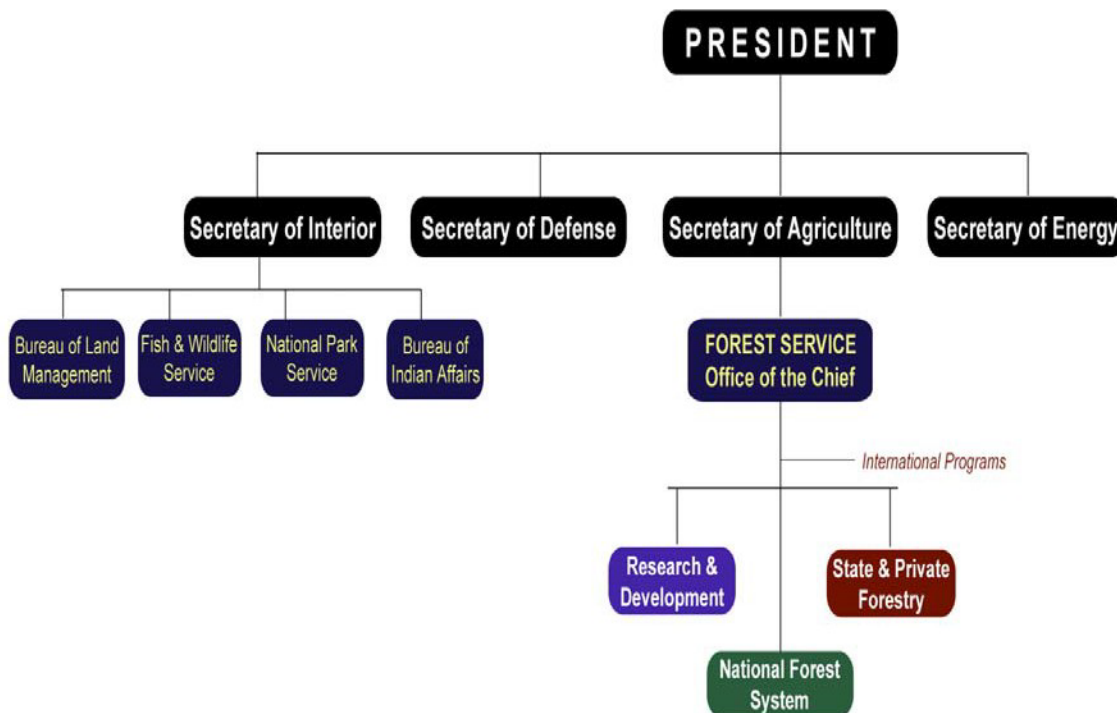 PRESIDENT
Secretary of Interior
Secretary of Defense
Secretary of Agriculture
Secretary of Energy
Bureau of Land
Management
Fish & Wildlife
Service
National Park
Service
Bureau of
Indian Affairs
FOREST SERVICE
Office of the Chief
International Programs
Research &
Development
State & Private
Forestry
National Forest
System